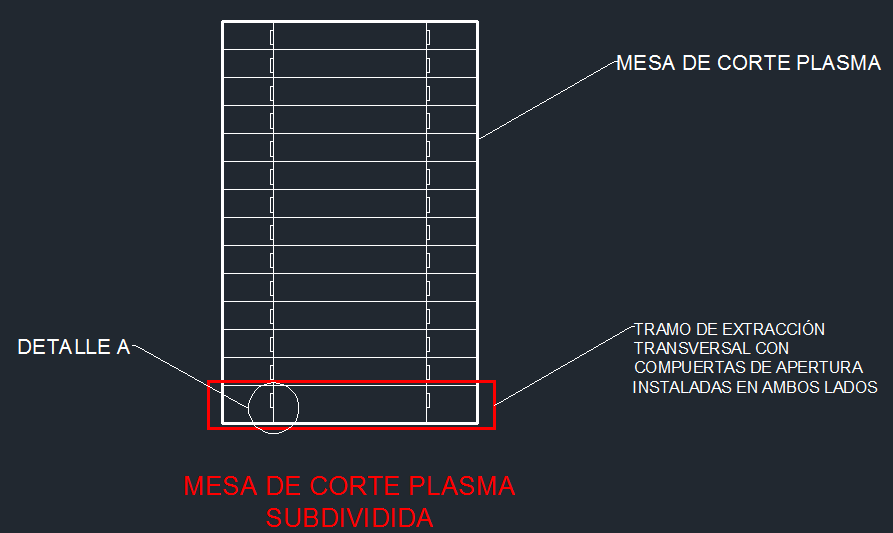 MESA DE CORTE PLASMA
DETALLE A
TRAMO DE EXTRACCIÓN
TRANSVERSAL CON
COMPUERTAS DE APERTURA
INSTALADAS EN AMBOS LADOS
MESA DE CORTE PLASMA
SUBDIVIDIDA